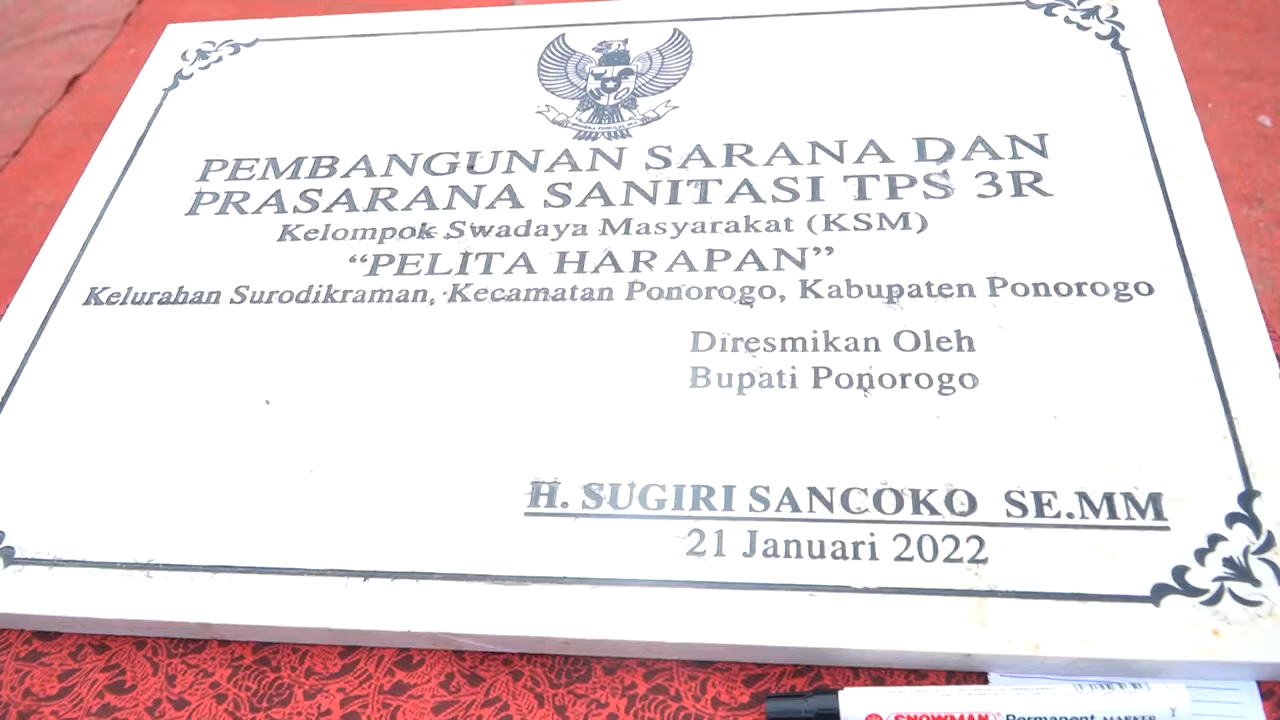 PEMBANGUNAN SARANA DAN
PRASARANA SANITASI TPS 3R
Kelompok Swadaya Masyarakat (KSM)
“PELITA HARAPAN”
Kelurahan Surodikraman, Kecamatan Ponorogo, Kabupaten Ponorogo
Diresmikan Oleh
Bupati Ponorogo
H. SUGIRI SANCOKO SE.MM
21 Januari 2022
SNOWMAN Permanent MARKER